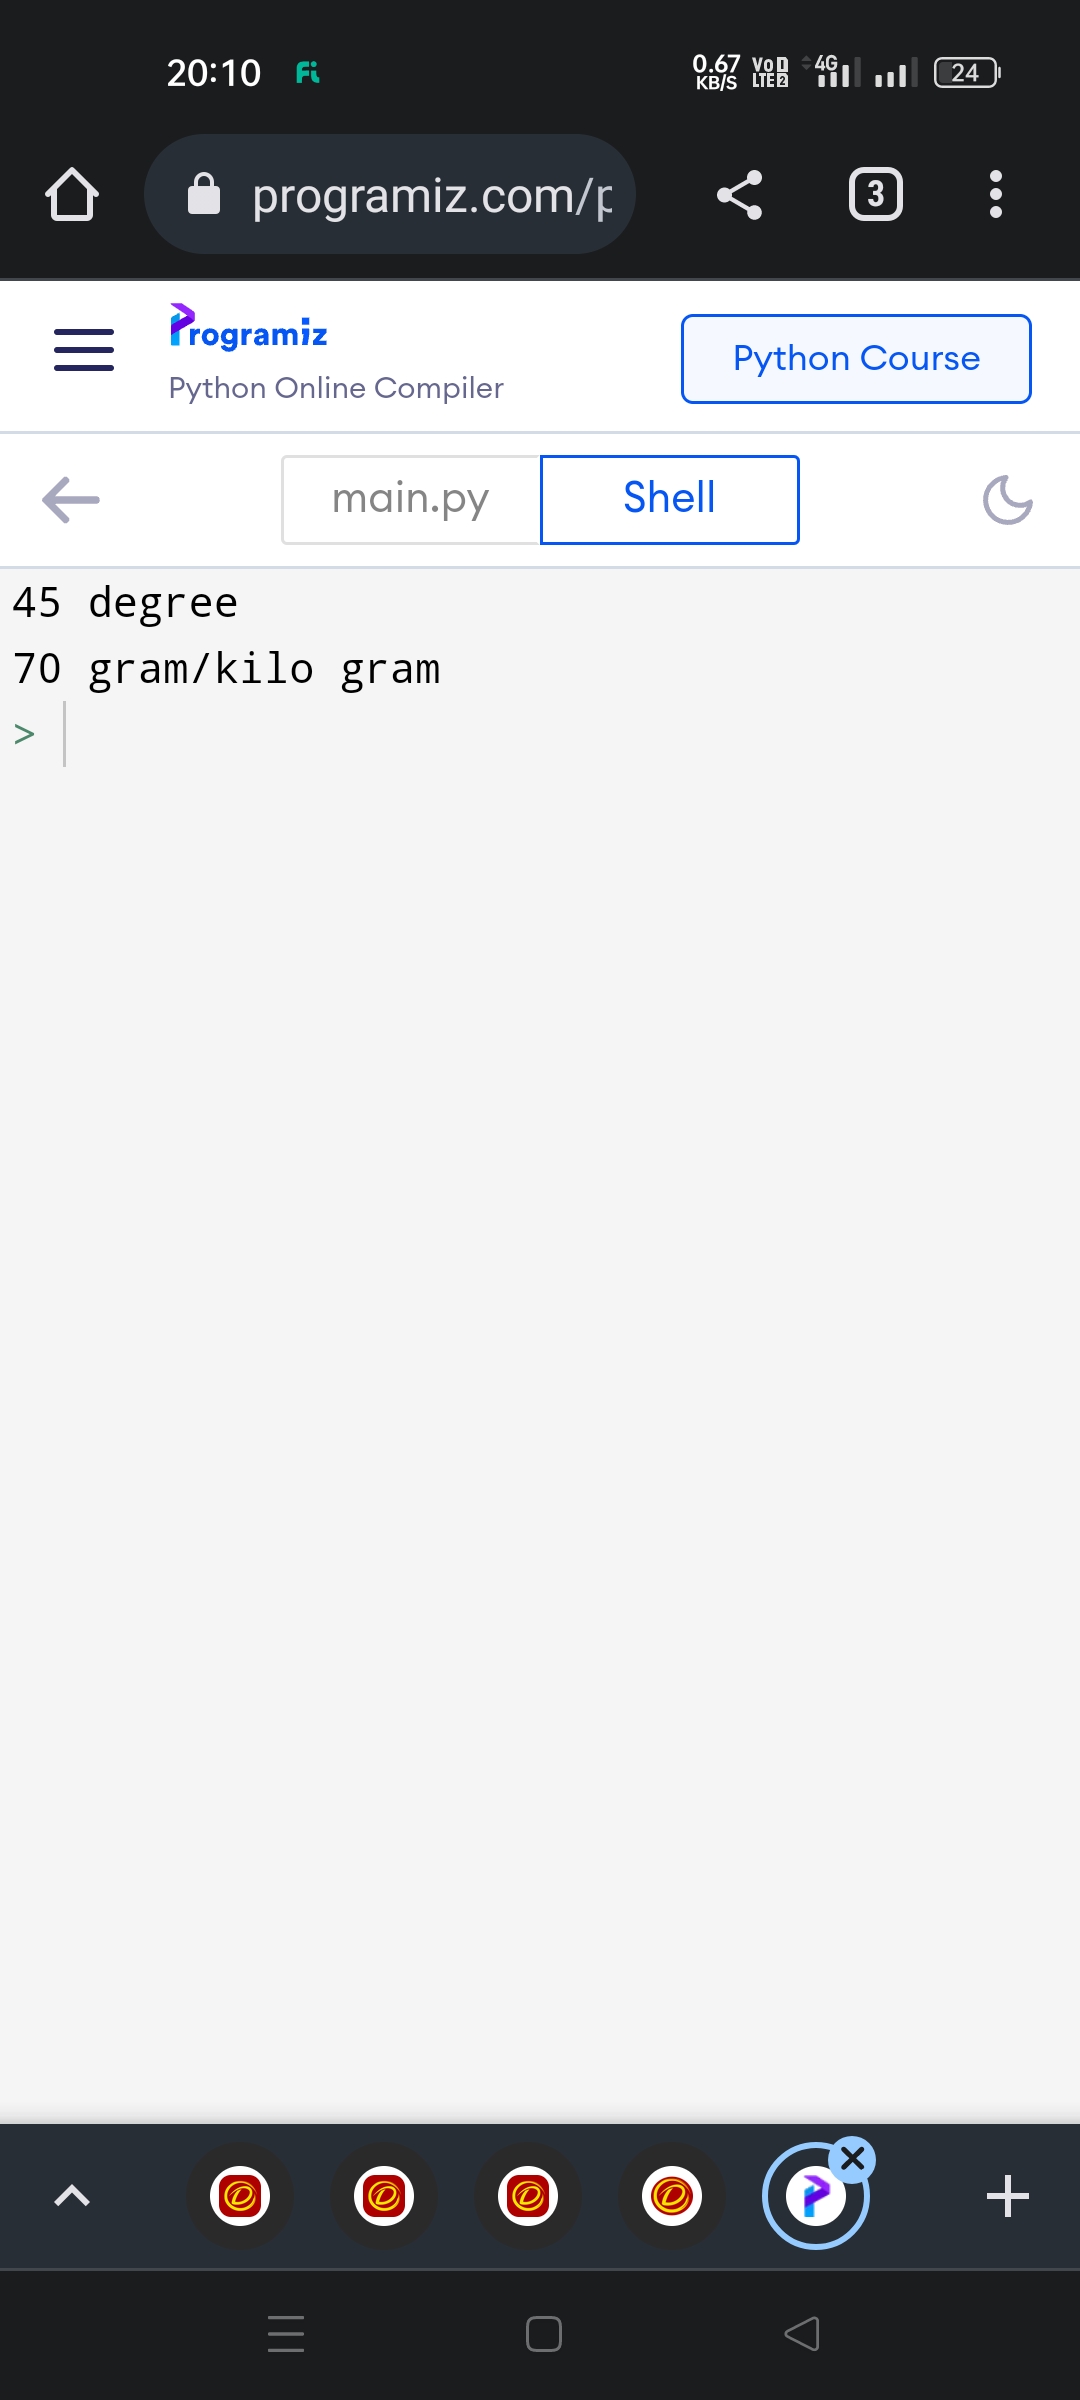 20:10 Fi 0.67 KB/S VoD LTE2 4G 24
programiz.com/p 3
Programiz
Python Online Compiler
Python Course
main.py Shell
45 degree
70 gram/kilo gram
>